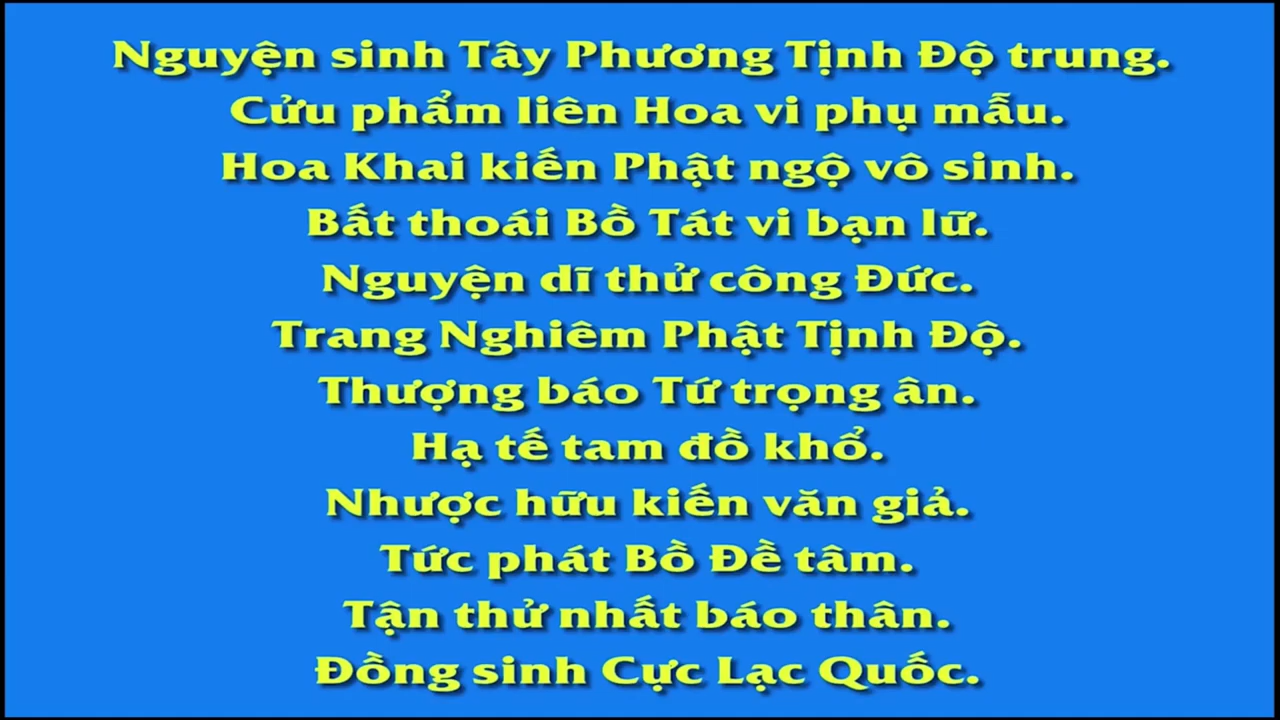 Nguyện sinh Tây Phương Tịnh Độ trung.
Cửu phẩm liên Hoa vi phụ mẫu.
Hoa Khai kiến Phật ngộ vô sinh.
Bất thoái Bồ Tát vi bạn lữ.
Nguyện dĩ thử công Đức.
Trang Nghiêm Phật Tịnh Độ.
Thượng báo Tứ trọng ân.
Hạ tế tam đồ khổ.
Nhược hữu kiến văn giả.
Tức phát Bồ Đề tâm.
Tận thử nhất báo thân.
Đồng sinh Cực Lạc Quốc.